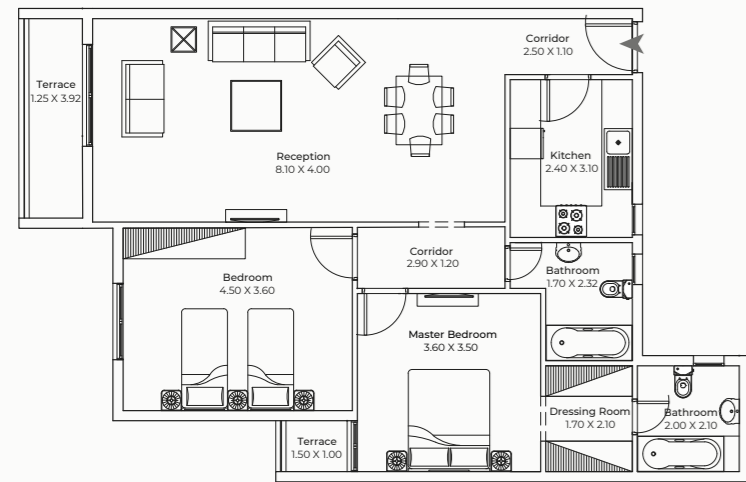 Corridor
2.50 X 1.10
Terrace
1.25 X 3.92
Reception
8.10 X 4.00
Kitchen
2.40 X 3.10
Corridor
2.90 X 1.20
Bedroom
4.50 X 3.60
Bathroom
1.70 X 2.32
Master Bedroom
3.60 X 3.50
Dressing Room
1.70 X 2.10
Bathroom
2.00 X 2.10
Terrace
1.50 X 1.00